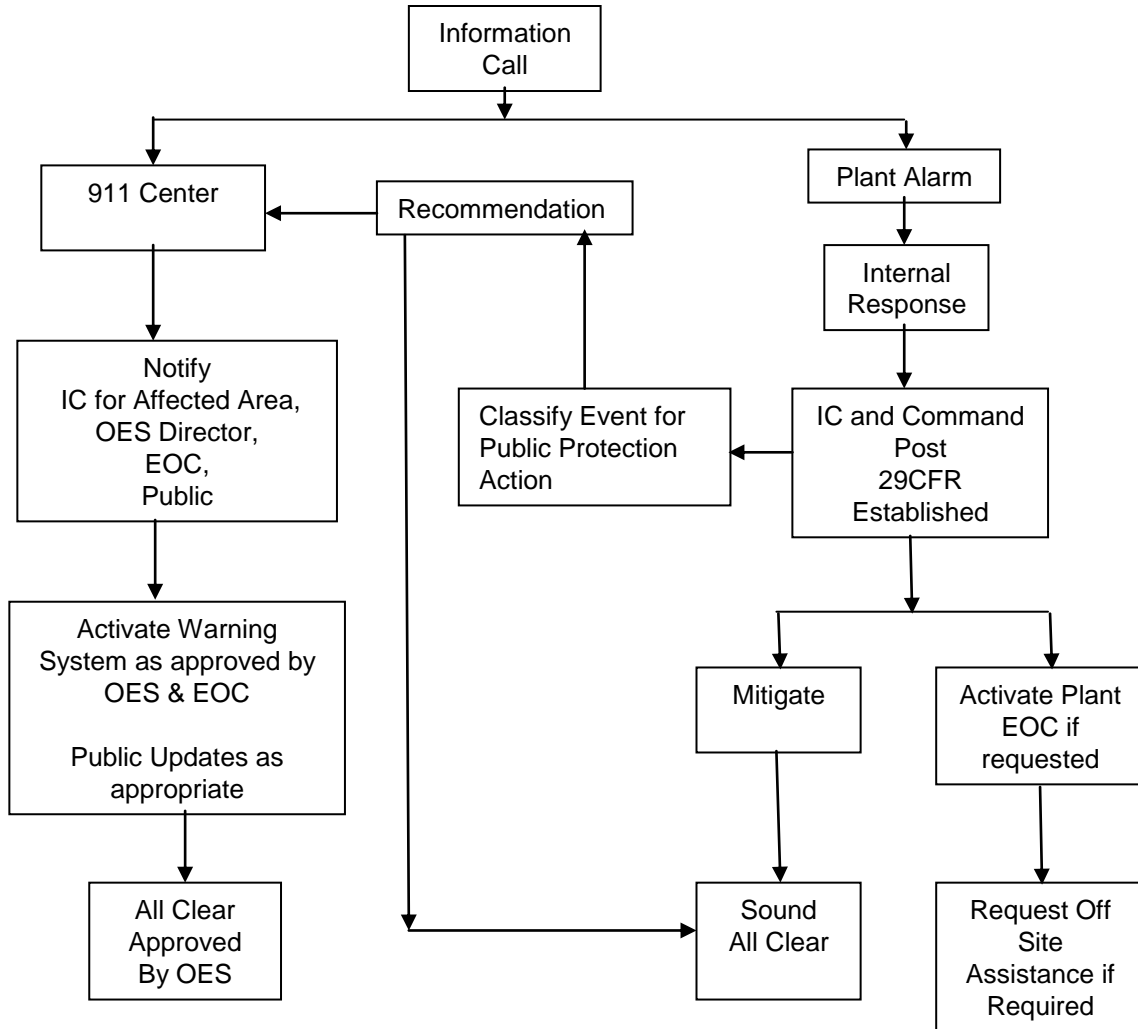 Information
Call
911 Center
Recommendation
Plant Alarm
Internal
Response
Notify
IC for Affected Area,
OES Director,
EOC,
Public
Classify Event for
Public Protection
Action
IC and Command
Post
29CFR
Established
Activate Warning
System as approved by
OES & EOC
Public Updates as
appropriate
Mitigate
Activate Plant
EOC if
requested
All Clear
Approved
By OES
Sound
All Clear
Request Off
Site
Assistance if
Required